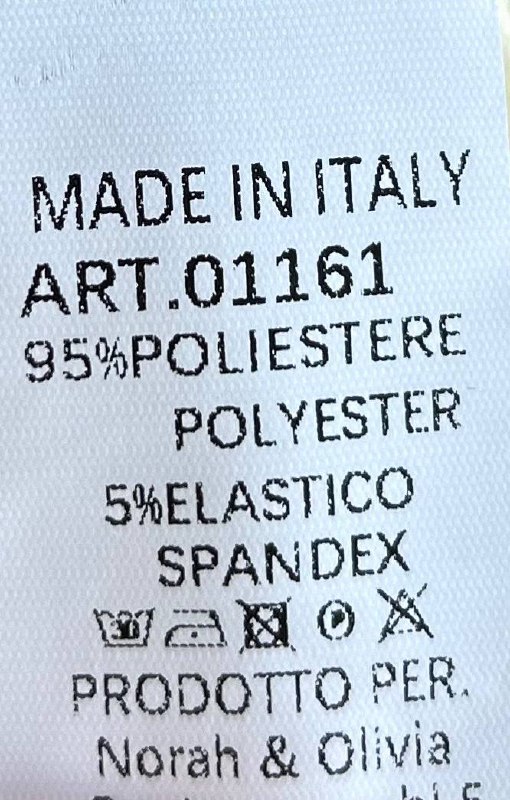 MADE IN ITALY
ART.01161
95%POLIESTERE
POLYESTER
5%ELASTICO
SPANDEX
P
PRODOTTO PER.
Norah & Olivia